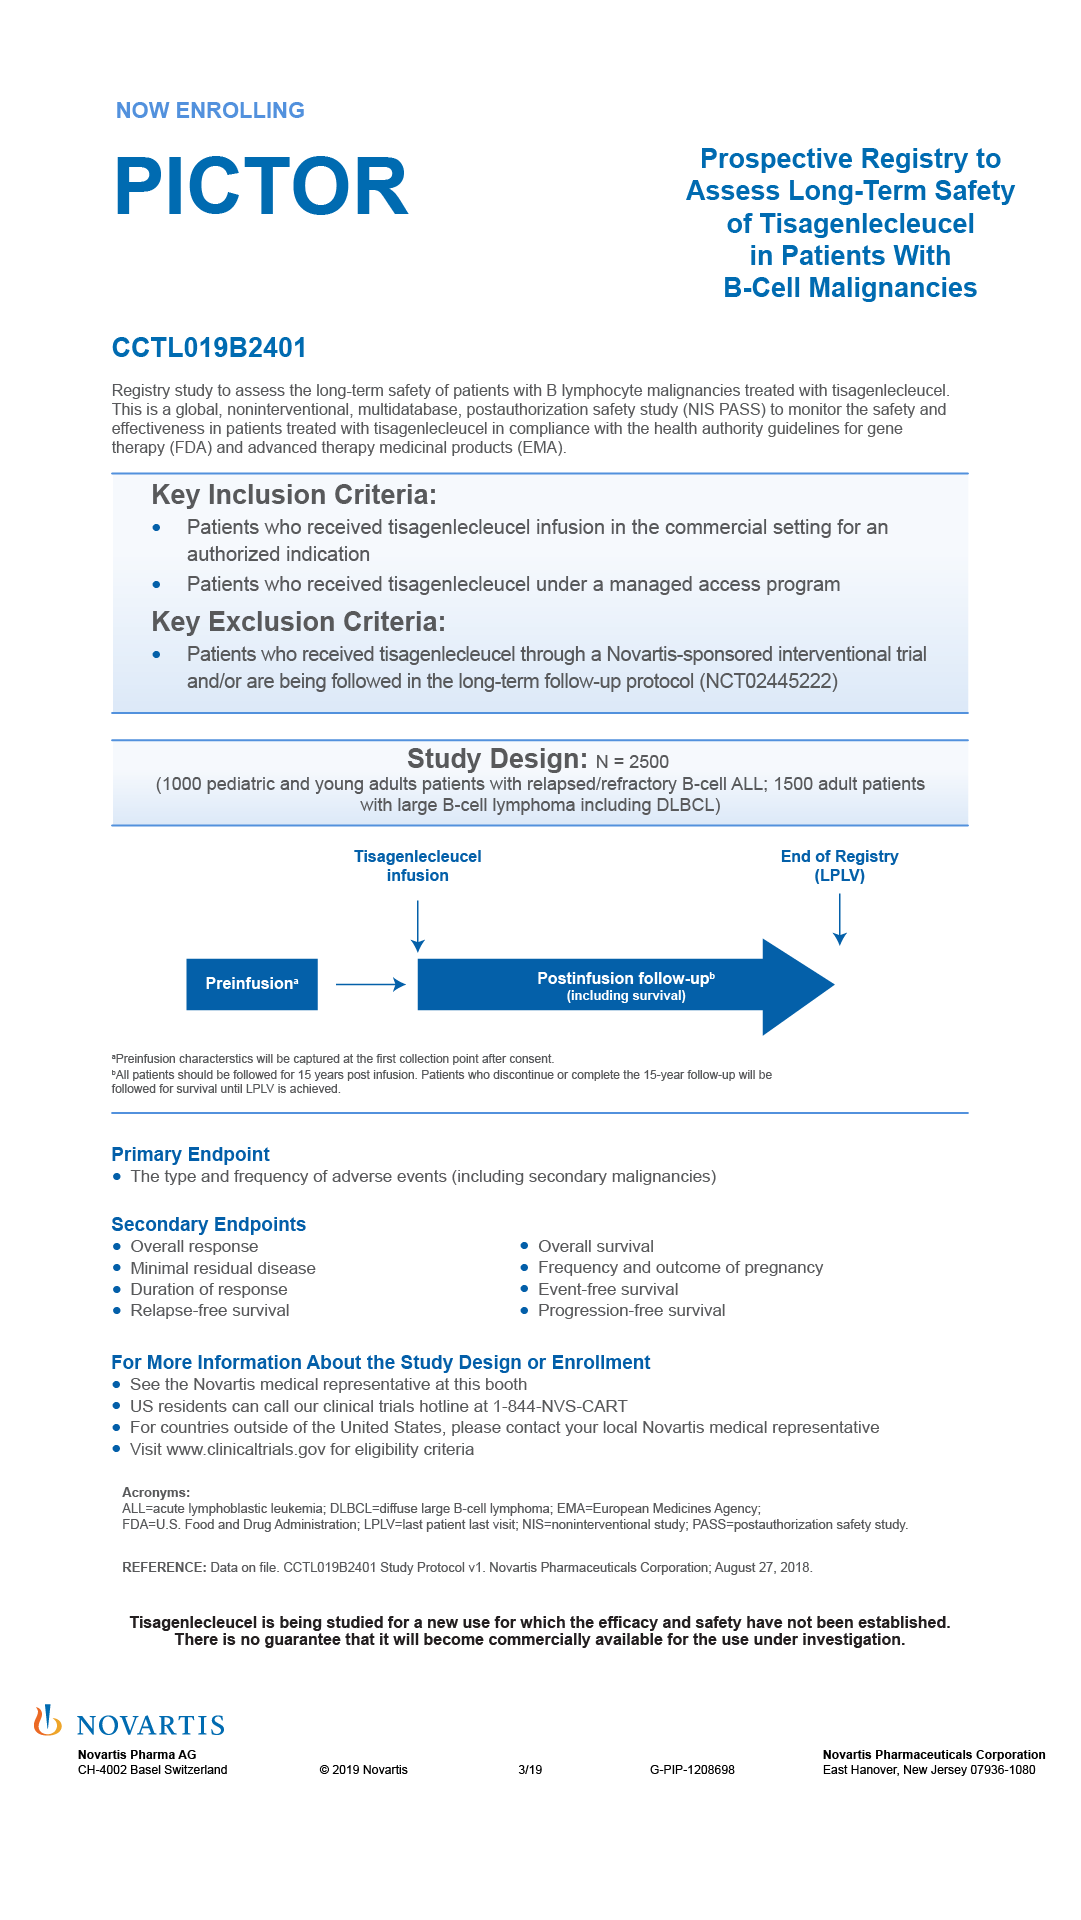 NOW ENROLLING
PICTOR
Prospective Registry to
Assess Long-Term Safety
of Tisagenlecleucel
in Patients With
B-Cell Malignancies
CCTL019B2401
Registry study to assess the long-term safety of patients with B lymphocyte malignancies treated with tisagenlecleucel.
This is a global, noninterventional, multidatabase, postauthorization safety study (NIS PASS) to monitor the safety and
effectiveness in patients treated with tisagenlecleucel in compliance with the health authority guidelines for gene
therapy (FDA) and advanced therapy medicinal products (EMA).
Key Inclusion Criteria:
• Patients who received tisagenlecleucel infusion in the commercial setting for an
authorized indication
• Patients who received tisagenlecleucel under a managed access program
Key Exclusion Criteria:
• Patients who received tisagenlecleucel through a Novartis-sponsored interventional trial
and/or are being followed in the long-term follow-up protocol (NCT02445222)
Study Design: N = 2500
(1000 pediatric and young adults patients with relapsed/refractory B-cell ALL; 1500 adult patients
with large B-cell lymphoma including DLBCL)
Tisagenlecleucel
infusion
End of Registry
(LPLV)
Preinfusionᵃ
Postinfusion follow-upᵇ
(including survival)
ᵃPreinfusion characterstics will be captured at the first collection point after consent.
ᵇAll patients should be followed for 15 years post infusion. Patients who discontinue or complete the 15-year follow-up will be
followed for survival until LPLV is achieved.
Primary Endpoint
• The type and frequency of adverse events (including secondary malignancies)
Secondary Endpoints
• Overall response
• Minimal residual disease
• Duration of response
• Relapse-free survival
• Overall survival
• Frequency and outcome of pregnancy
• Event-free survival
• Progression-free survival
For More Information About the Study Design or Enrollment
• See the Novartis medical representative at this booth
• US residents can call our clinical trials hotline at 1-844-NVS-CART
• For countries outside of the United States, please contact your local Novartis medical representative
• Visit www.clinicaltrials.gov for eligibility criteria
Acronyms:
ALL=acute lymphoblastic leukemia; DLBCL=diffuse large B-cell lymphoma; EMA=European Medicines Agency;
FDA=U.S. Food and Drug Administration; LPLV=last patient last visit; NIS=noninterventional study; PASS=postauthorization safety study.
REFERENCE: Data on file. CCTL019B2401 Study Protocol v1. Novartis Pharmaceuticals Corporation; August 27, 2018.
Tisagenlecleucel is being studied for a new use for which the efficacy and safety have not been established.
There is no guarantee that it will become commercially available for the use under investigation.
NOVARTIS
Novartis Pharma AG
CH-4002 Basel Switzerland
© 2019 Novartis
3/19
G-PIP-1208698
Novartis Pharmaceuticals Corporation
East Hanover, New Jersey 07936-1080